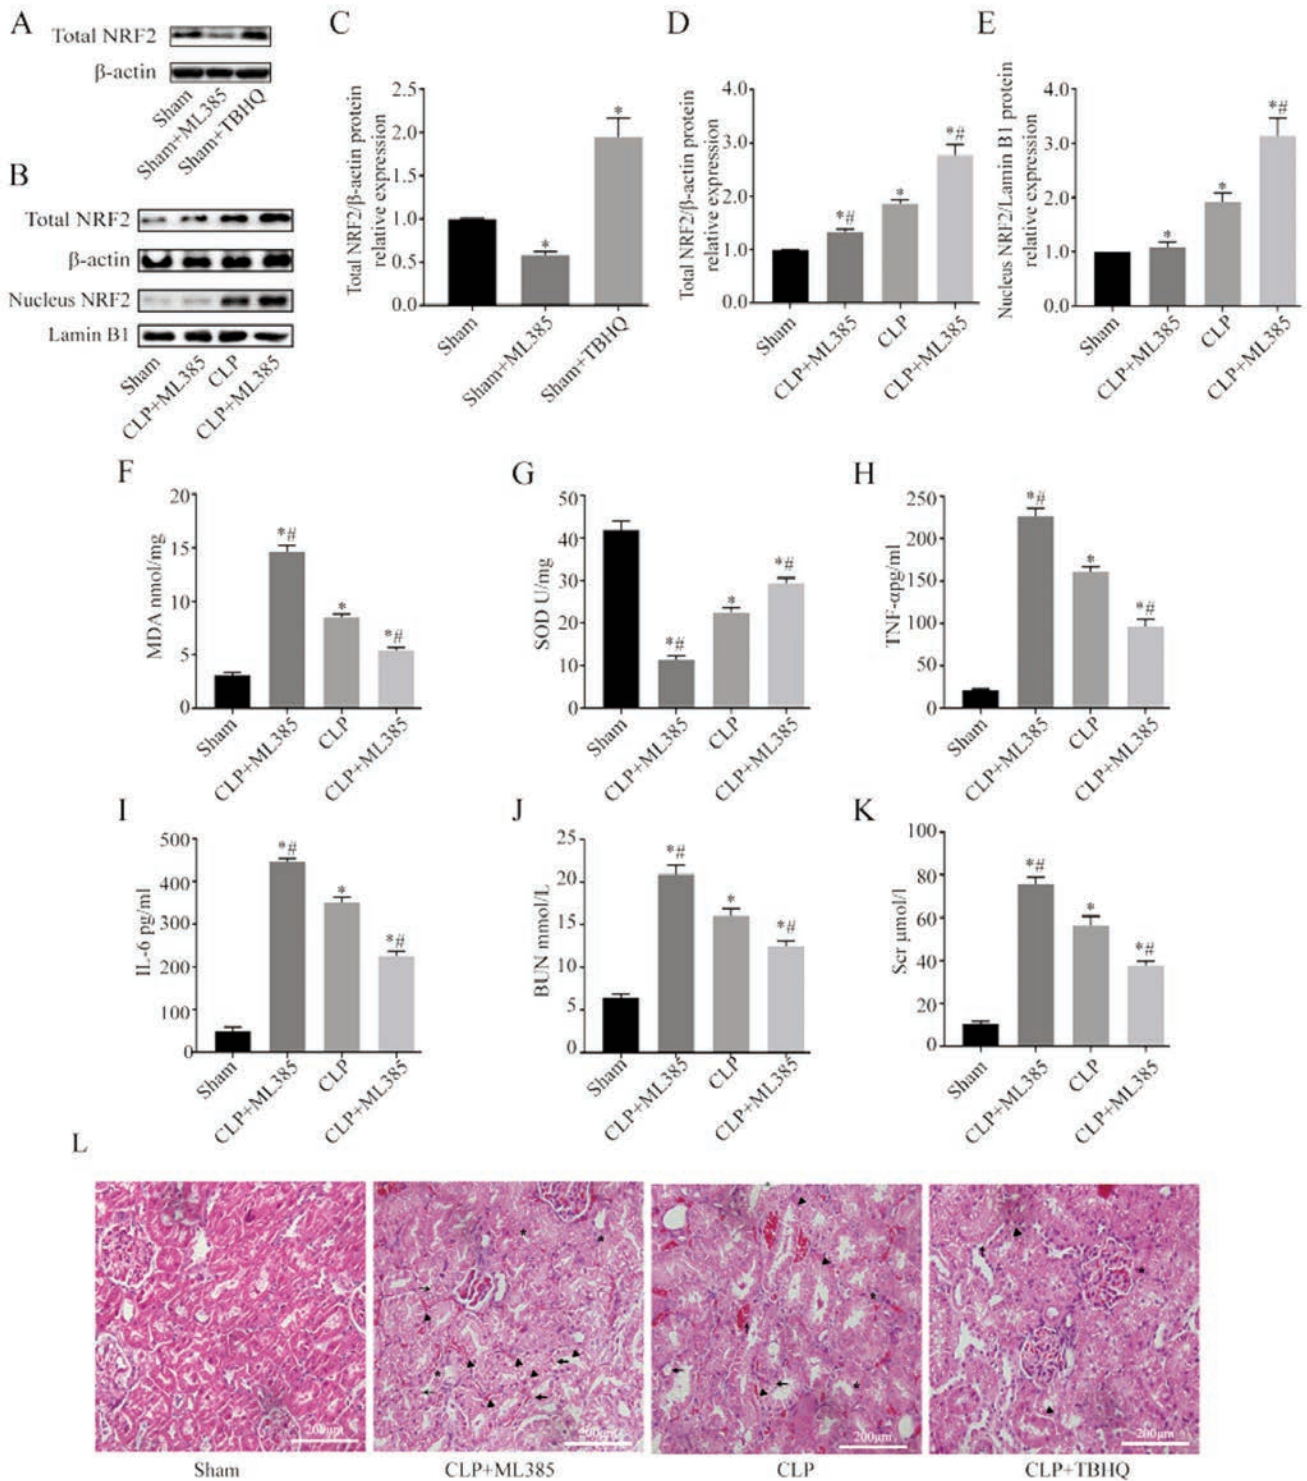 A
Total NRF2
β-actin
Sham
Sham+ML385
Sham+TBHQ
B
Total NRF2
β-actin
Nucleus NRF2
Lamin B1
Sham
CLP+ML385
CLP
CLP+ML385
C
Total NRF2/β-actin protein
relative expression
2.5
2.0
1.5
1.0
0.5
0.0
*
*
Sham
Sham+ML385
Sham+TBHQ
D
Total NRF2/β-actin protein
relative expression
4.0
3.0
2.0
1.0
0.0
*#
*
*#
Sham
CLP+ML385
CLP
CLP+ML385
E
Nucleus NRF2/Lamin B1 protein
relative expression
4.0
3.0
2.0
1.0
0.0
*
*
*#
Sham
CLP+ML385
CLP
CLP+ML385
F
MDA nmol/mg
20
15
10
5
0
*#
*
*#
Sham
CLP+ML385
CLP
CLP+ML385
G
SOD U/mg
50
40
30
20
10
0
*#
*
*#
Sham
CLP+ML385
CLP
CLP+ML385
H
TNF-αpg/ml
250
200
150
100
50
0
*#
*
*#
Sham
CLP+ML385
CLP
CLP+ML385
I
IL-6 pg/ml
500
400
300
200
100
0
*#
*
*#
Sham
CLP+ML385
CLP
CLP+ML385
J
BUN mmol/L
25
20
15
10
5
0
*#
*
*#
Sham
CLP+ML385
CLP
CLP+ML385
K
Scr μmol/l
100
80
60
40
20
0
*#
*
*#
Sham
CLP+ML385
CLP
CLP+ML385
L
200μm
200μm
200μm
Sham
CLP+ML385
CLP
CLP+TBHQ